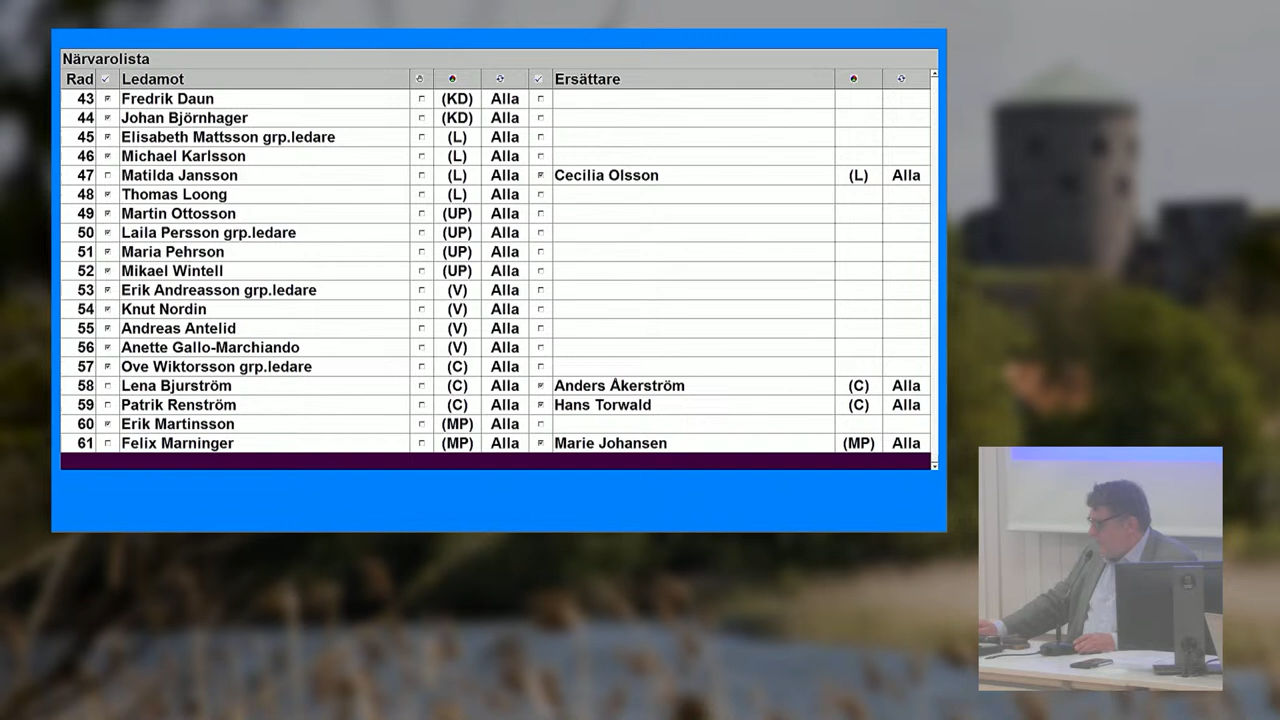 Närvarolista
Rad Ledamot Ersättare
43 Fredrik Daun (KD) Alla
44 Johan Björnhager (KD) Alla
45 Elisabeth Mattsson grp.ledare (L) Alla
46 Michael Karlsson (L) Alla
47 Matilda Jansson (L) Alla Cecilia Olsson (L) Alla
48 Thomas Loong (L) Alla
49 Martin Ottosson (UP) Alla
50 Laila Persson grp.ledare (UP) Alla
51 Maria Pehrson (UP) Alla
52 Mikael Wintell (UP) Alla
53 Erik Andreasson grp.ledare (V) Alla
54 Knut Nordin (V) Alla
55 Andreas Antelid (V) Alla
56 Anette Gallo-Marchiando (V) Alla
57 Ove Wiktorsson grp.ledare (C) Alla
58 Lena Bjurström (C) Alla Anders Åkerström (C) Alla
59 Patrik Renström (C) Alla Hans Torwald (C) Alla
60 Erik Martinsson (MP) Alla
61 Felix Marninger (MP) Alla Marie Johansen (MP) Alla